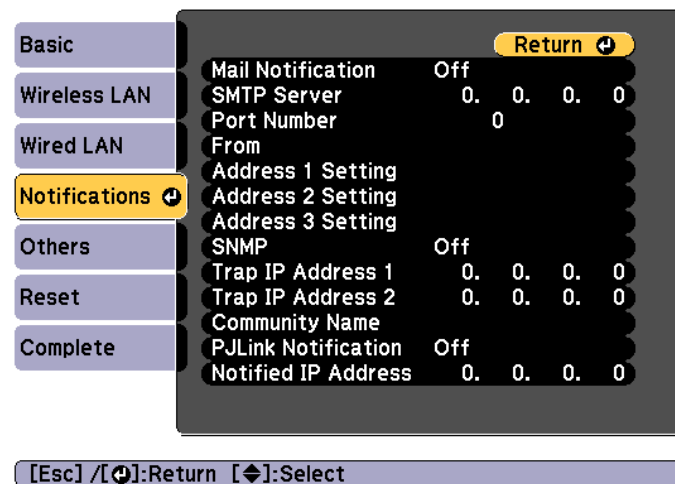 Basic
Wireless LAN
Wired LAN
Notifications
Others
Reset
Complete
Return
Mail Notification Off
SMTP Server 0. 0. 0. 0
Port Number 0
From
Address 1 Setting
Address 2 Setting
Address 3 Setting
SNMP Off
Trap IP Address 1 0. 0. 0. 0
Trap IP Address 2 0. 0. 0. 0
Community Name
PJLink Notification Off
Notified IP Address 0. 0. 0. 0
[Esc] /[⏎]:Return [◆]:Select